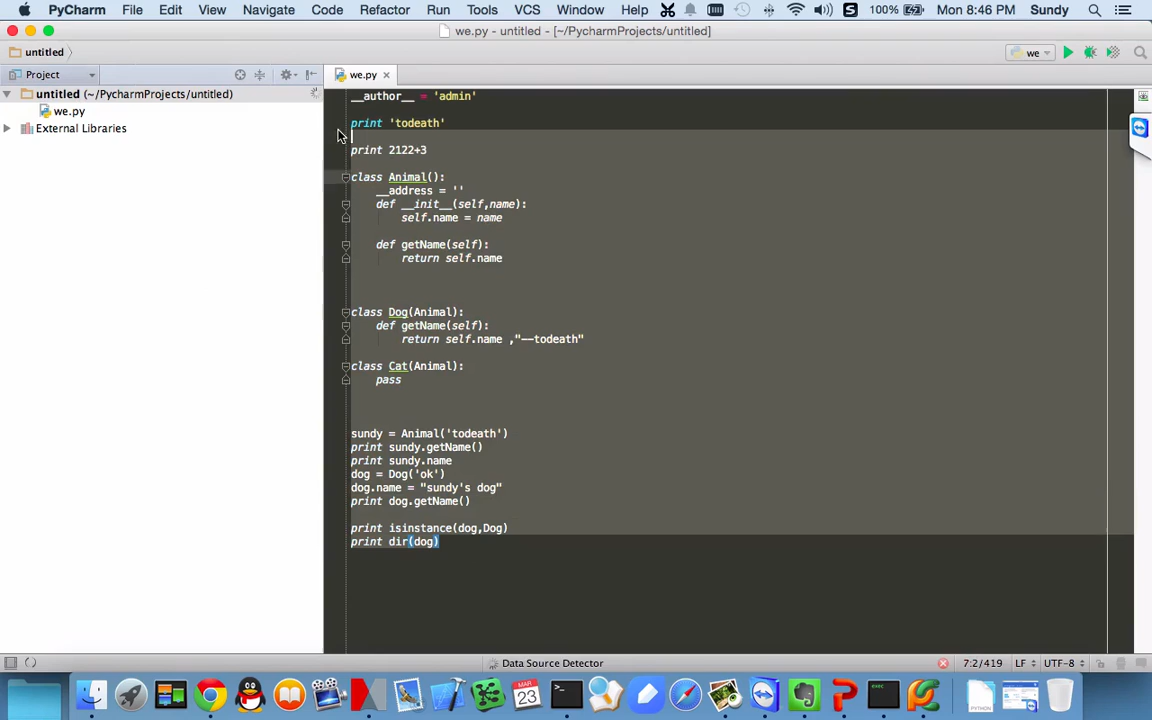 PyCharm File Edit View Navigate Code Refactor Run Tools VCS Window Help 100% Mon 8:46 PM Sundy
we.py - untitled - [~/PycharmProjects/untitled]
untitled
we
Project
we.py
untitled (~/PycharmProjects/untitled)
we.py
External Libraries
__author__ = 'admin'
print 'todeath'
print 2122+3
class Animal():
__address = ''
def __init__(self,name):
self.name = name
def getName(self):
return self.name
class Dog(Animal):
def getName(self):
return self.name ,"--todeath"
class Cat(Animal):
pass
sundy = Animal('todeath')
print sundy.getName()
print sundy.name
dog = Dog('ok')
dog.name = "sundy's dog"
print dog.getName()
print isinstance(dog,Dog)
print dir(dog)
Data Source Detector
7:2/419 LF UTF-8
MAR
23
exec
PYTHON